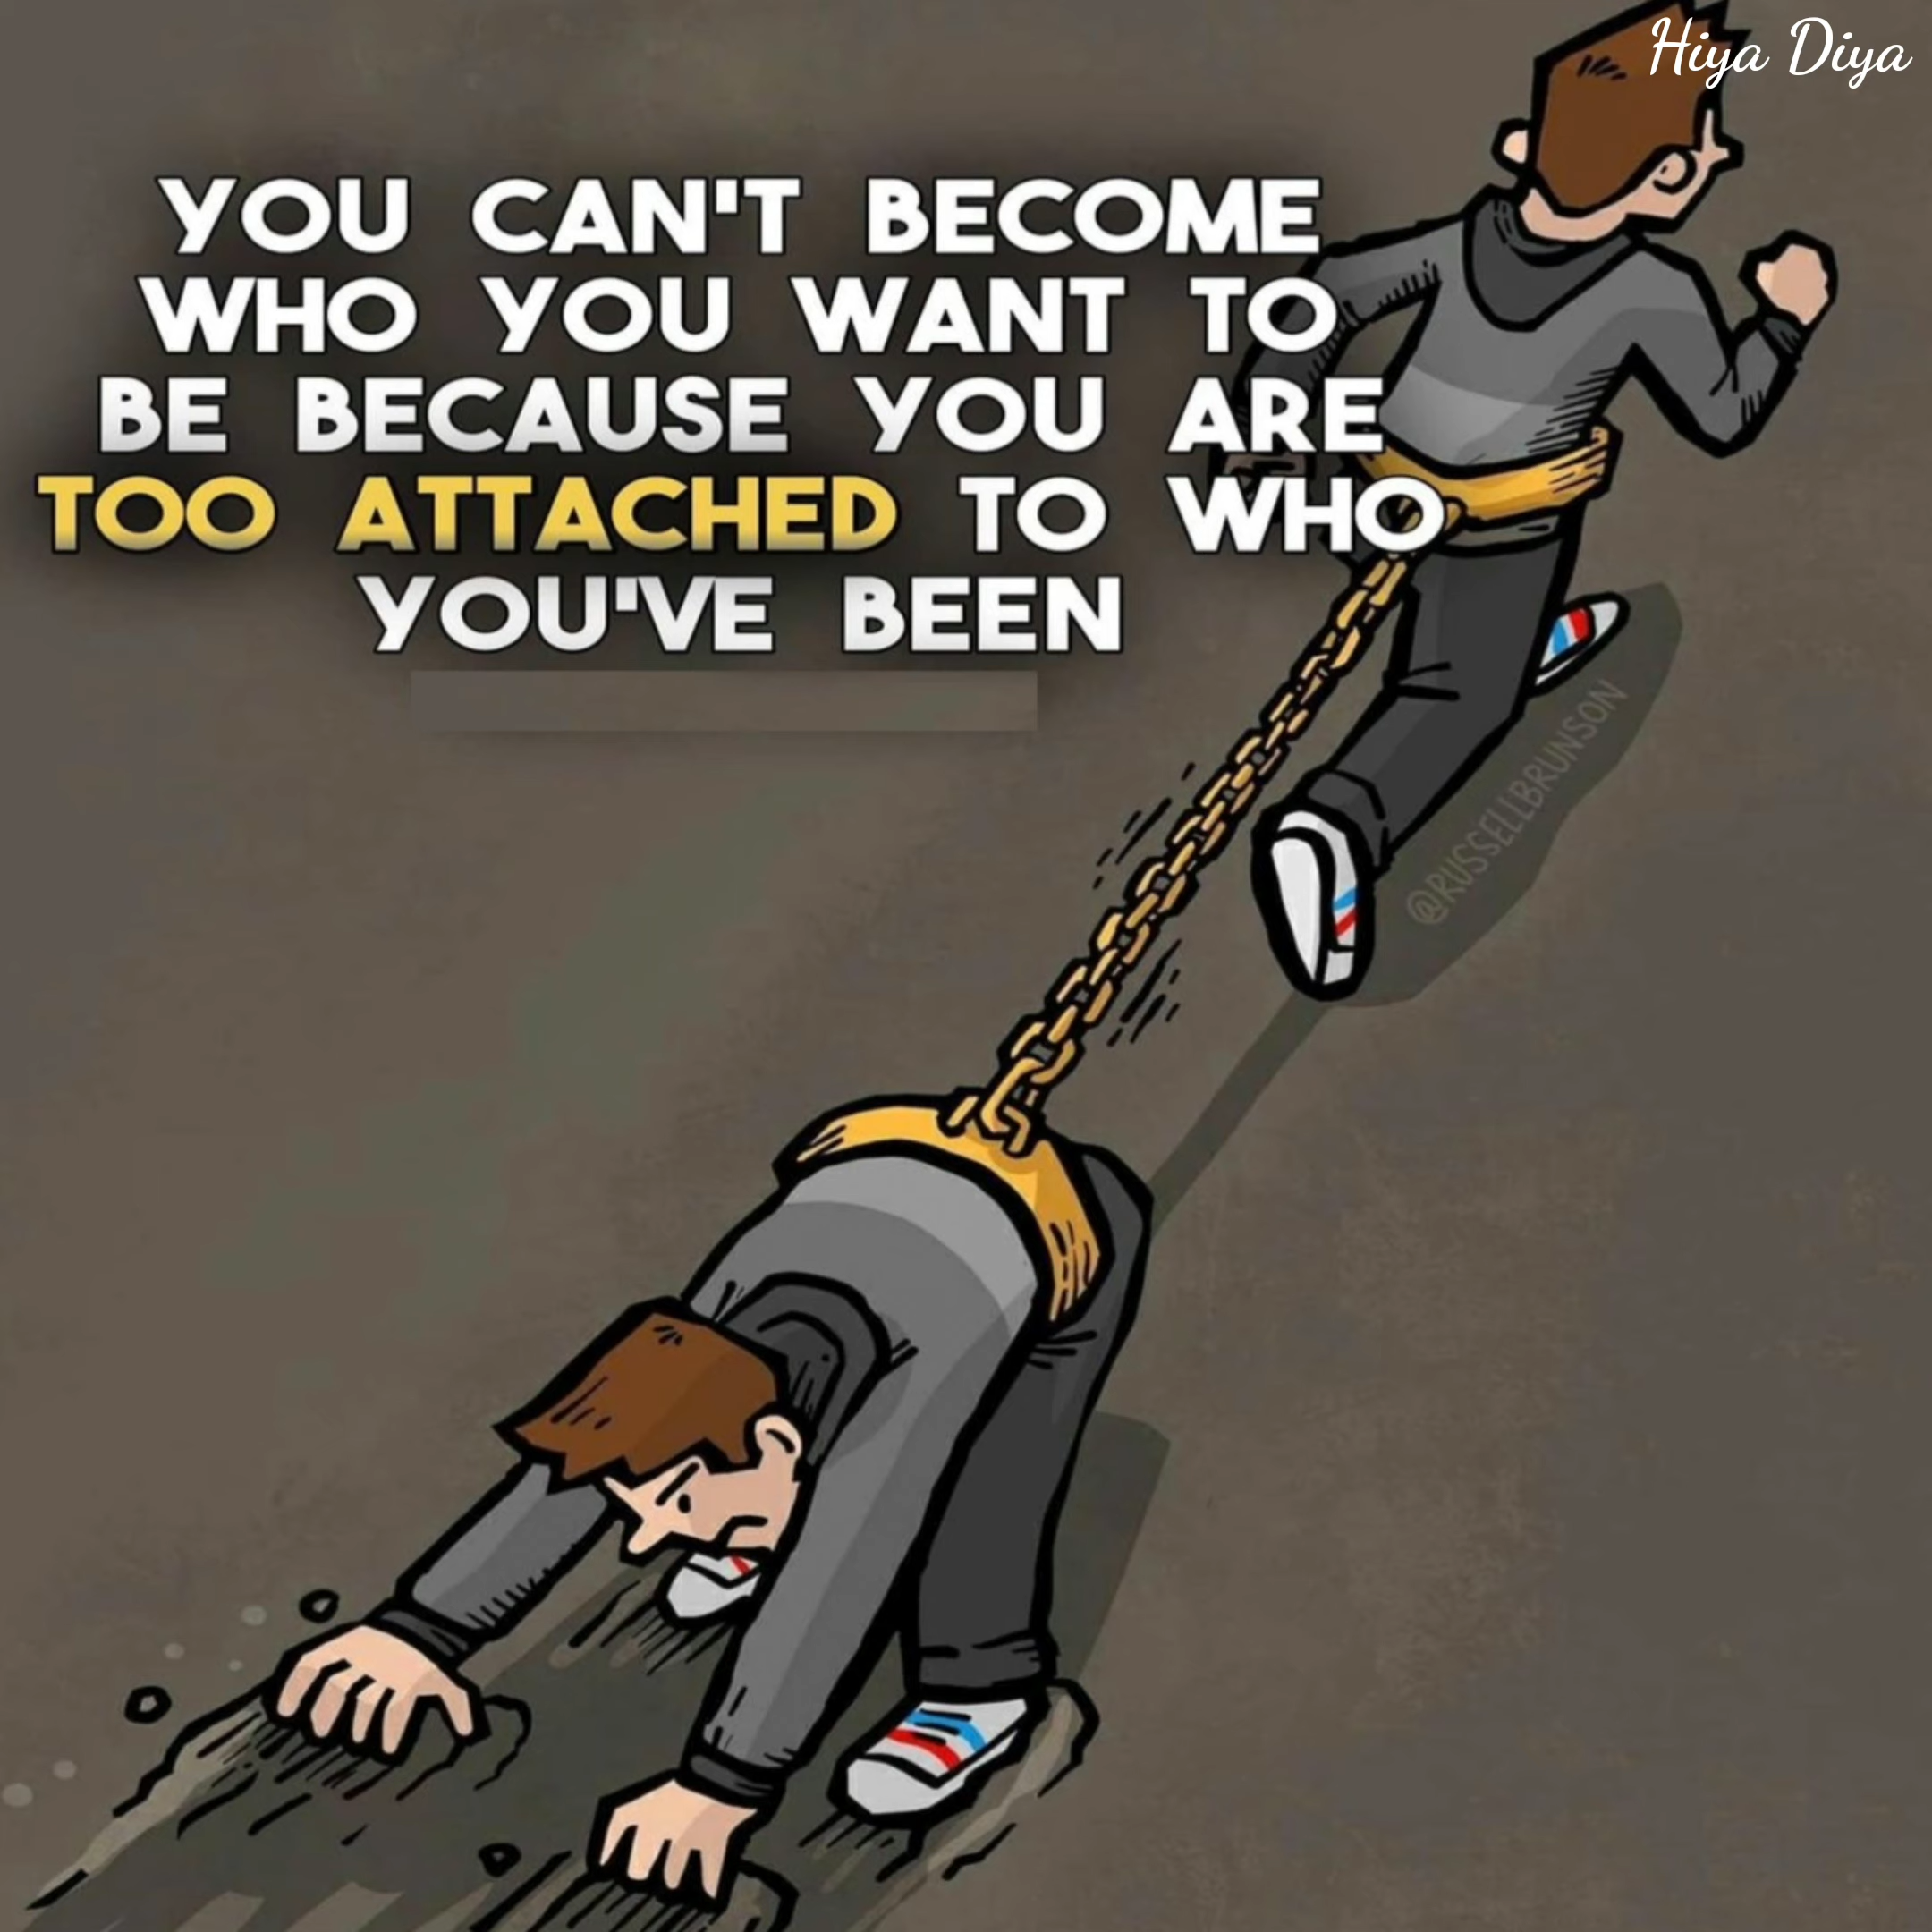 Hiya Diya
YOU CAN'T BECOME
WHO YOU WANT TO
BE BECAUSE YOU ARE
TOO ATTACHED TO WHO
YOU'VE BEEN
@RUSSELLBRUNSON